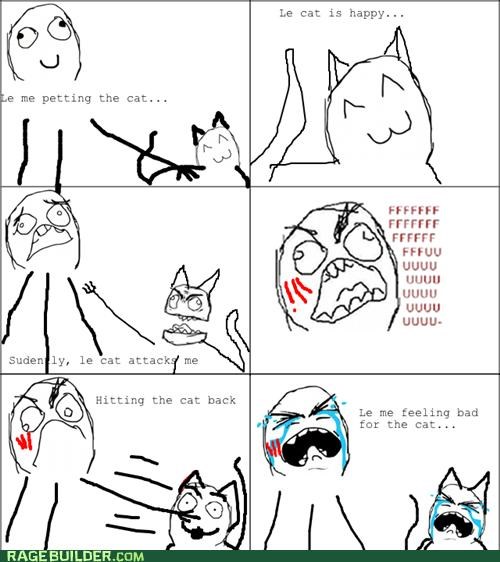 Le me petting the cat...
Le cat is happy...
Sudenly, le cat attacks me
FFFFFFF
FFFFFFF
FFFFFF
FFFUU
UUUU
UUUU
UUUU
UUUU
UUUU-
Hitting the cat back
Le me feeling bad
for the cat...
RAGEBUILDER.COM